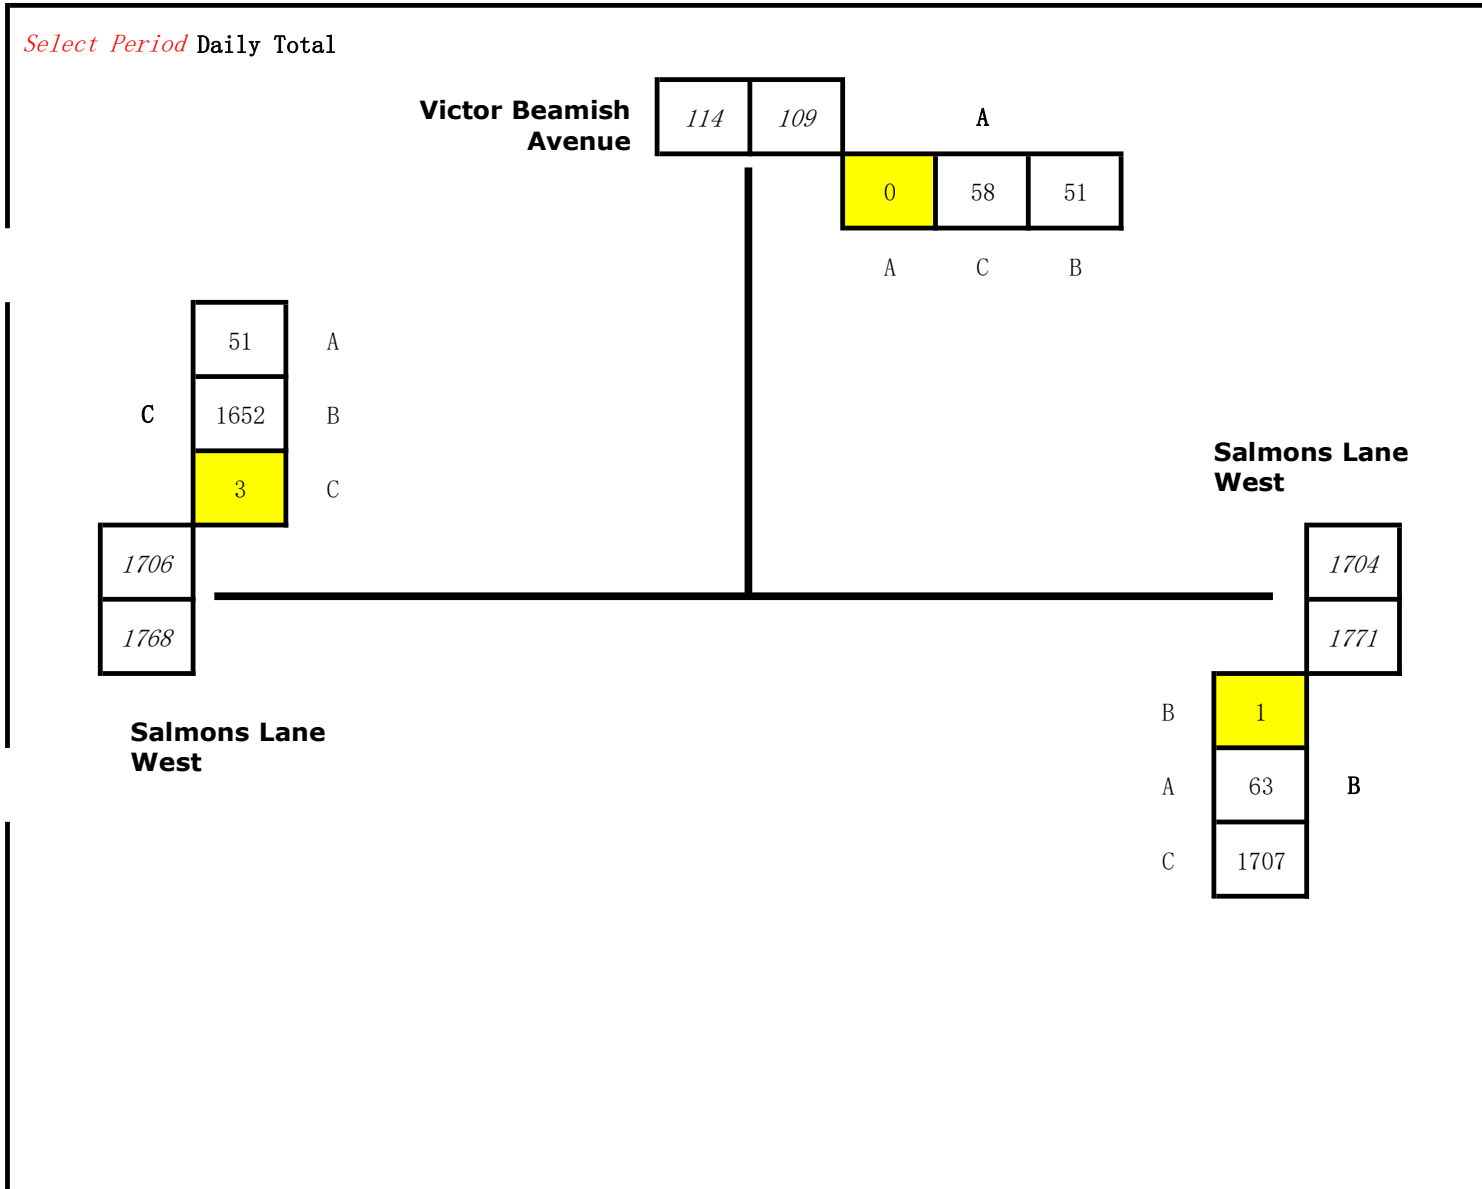 Select Period Daily Total
Victor Beamish
Avenue
114 109
A
0 58 51
A C B
51 A
C 1652 B
3 C
1706
1768
Salmons Lane
West
Salmons Lane
West
1704
1771
B 1
A 63 B
C 1707